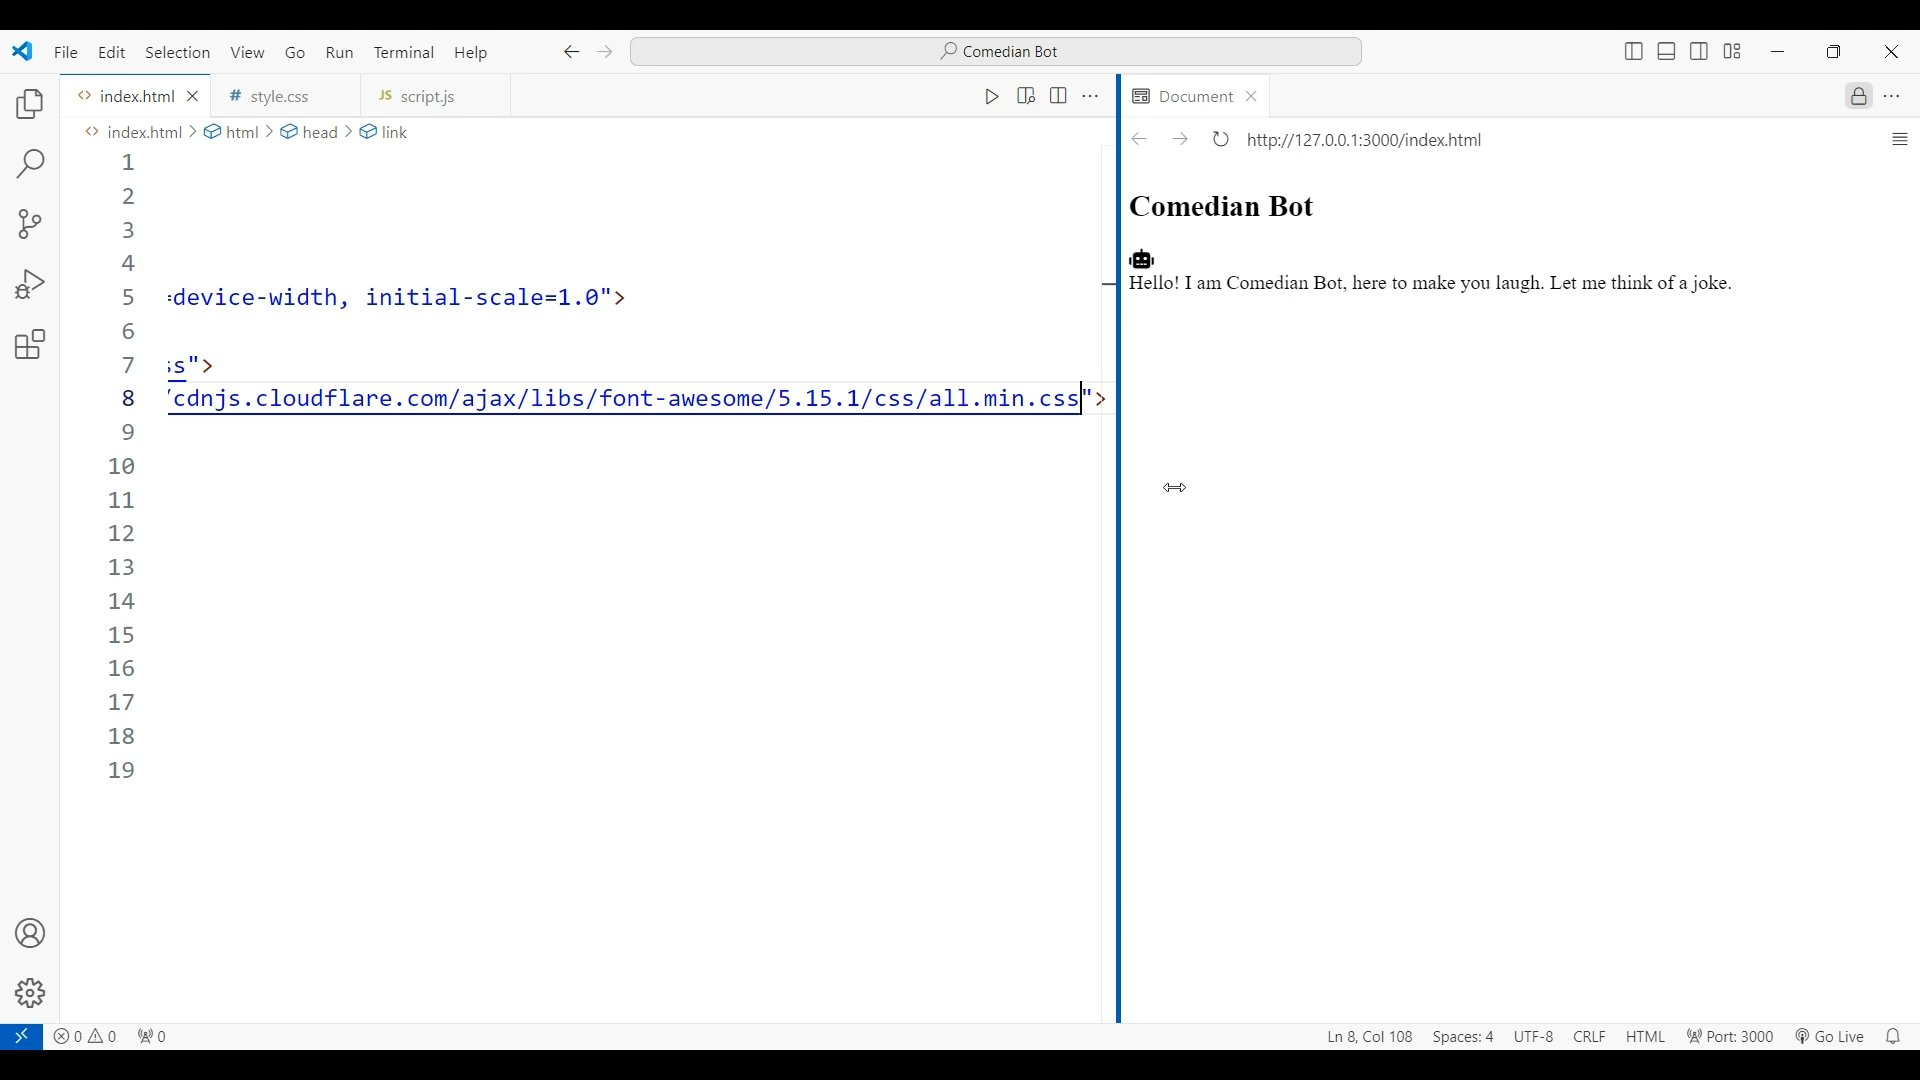 File Edit Selection View Go Run Terminal Help
Comedian Bot
index.html
# style.css
JS script.js
Document
index.html > html > head > link
http://127.0.0.1:3000/index.html
1
2
3
4
5 =device-width, initial-scale=1.0">
6
7 ss">
8 /cdnjs.cloudflare.com/ajax/libs/font-awesome/5.15.1/css/all.min.css">
9
10
11
12
13
14
15
16
17
18
19
Comedian Bot
Hello! I am Comedian Bot, here to make you laugh. Let me think of a joke.
0 0 0
Ln 8, Col 108 Spaces: 4 UTF-8 CRLF HTML Port: 3000 Go Live